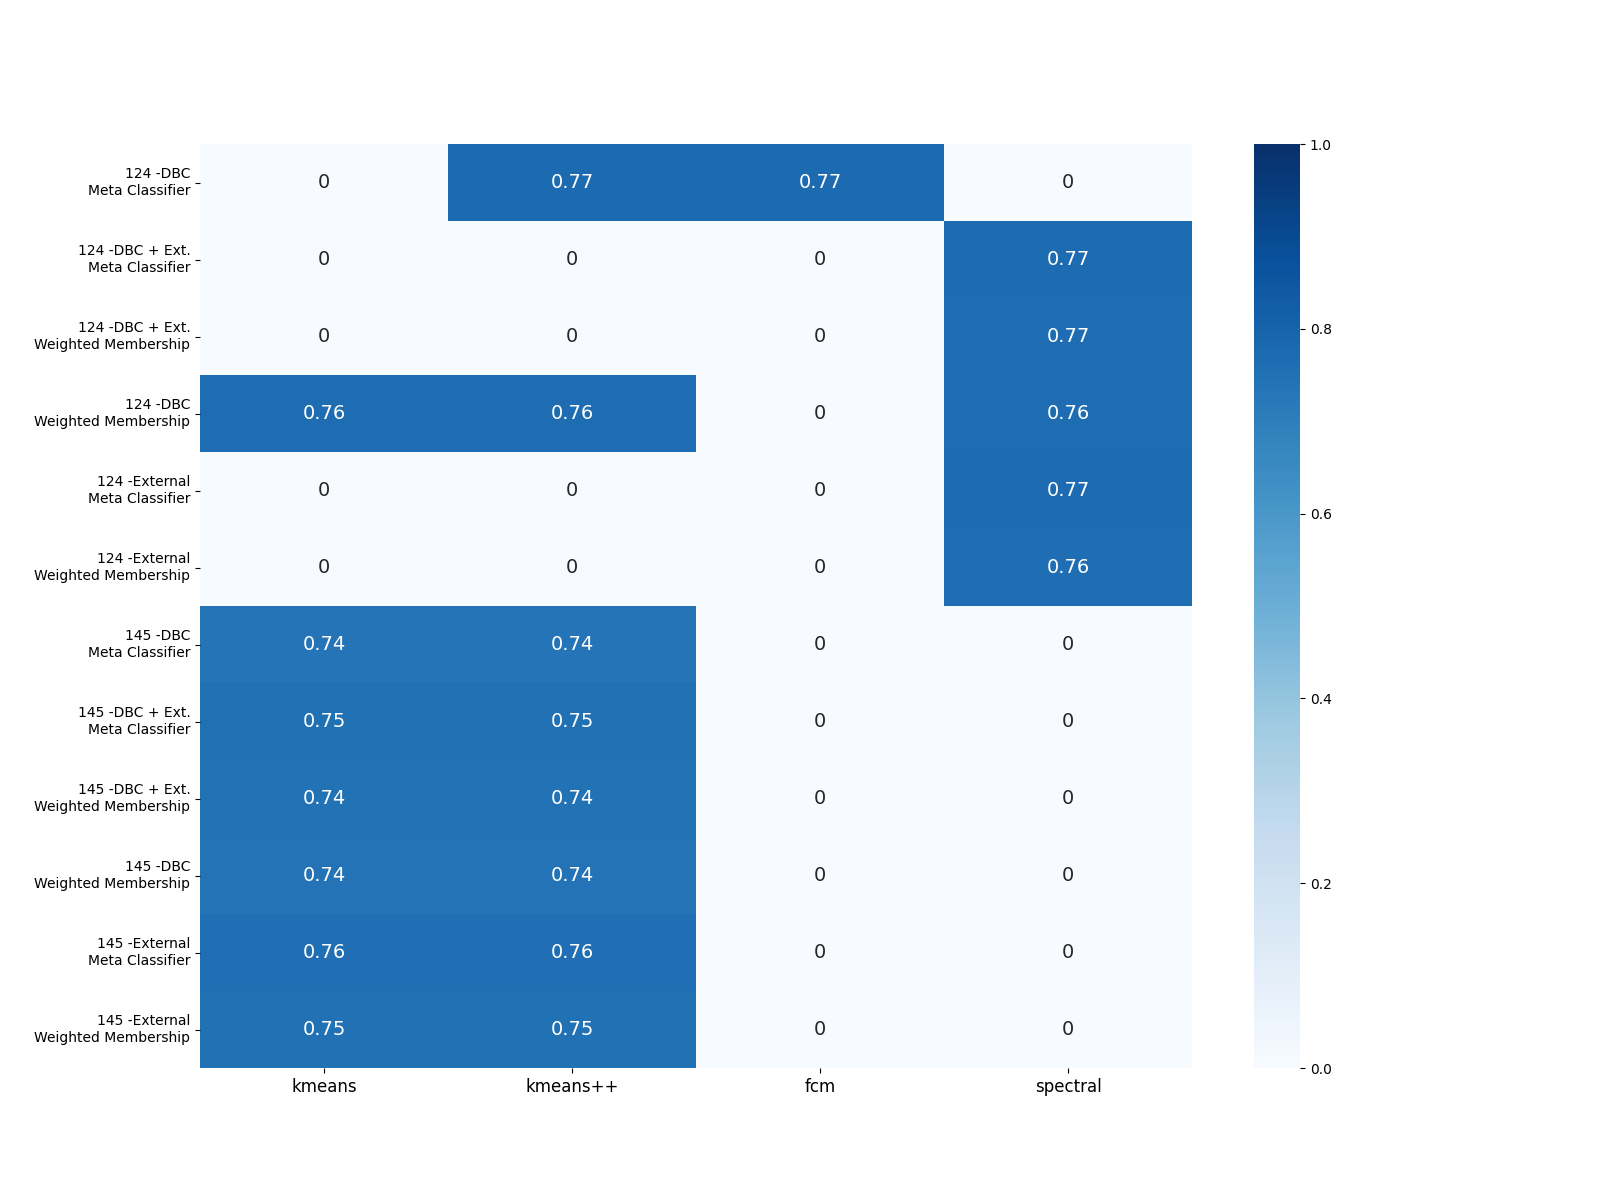 124 -DBC
Meta Classifier
0 0.77 0.77 0
124 -DBC + Ext.
Meta Classifier
0 0 0 0.77
124 -DBC + Ext.
Weighted Membership
0 0 0 0.77
124 -DBC
Weighted Membership
0.76 0.76 0 0.76
124 -External
Meta Classifier
0 0 0 0.77
124 -External
Weighted Membership
0 0 0 0.76
145 -DBC
Meta Classifier
0.74 0.74 0 0
145 -DBC + Ext.
Meta Classifier
0.75 0.75 0 0
145 -DBC + Ext.
Weighted Membership
0.74 0.74 0 0
145 -DBC
Weighted Membership
0.74 0.74 0 0
145 -External
Meta Classifier
0.76 0.76 0 0
145 -External
Weighted Membership
0.75 0.75 0 0
kmeans kmeans++ fcm spectral
1.0
0.8
0.6
0.4
0.2
0.0